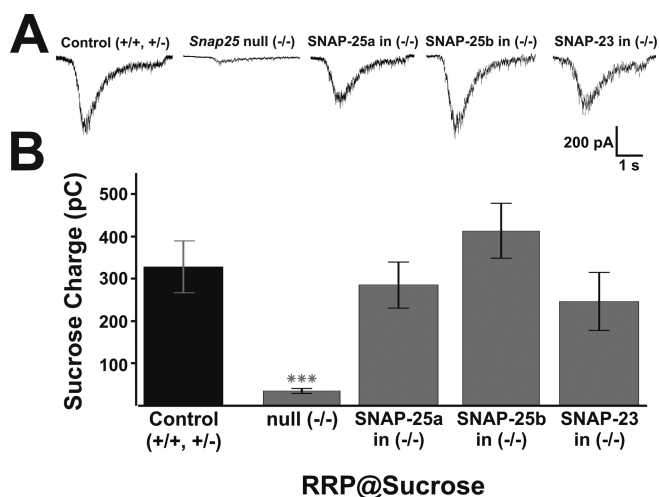 A
Control (+/+, +/-)
Snap25 null (-/-)
SNAP-25a in (-/-)
SNAP-25b in (-/-)
SNAP-23 in (-/-)
200 pA
1 s
B
Sucrose Charge (pC)
500
400
300
200
100
***
Control
(+/+, +/-)
null (-/-)
SNAP-25a
in (-/-)
SNAP-25b
in (-/-)
SNAP-23
in (-/-)
RRP@Sucrose